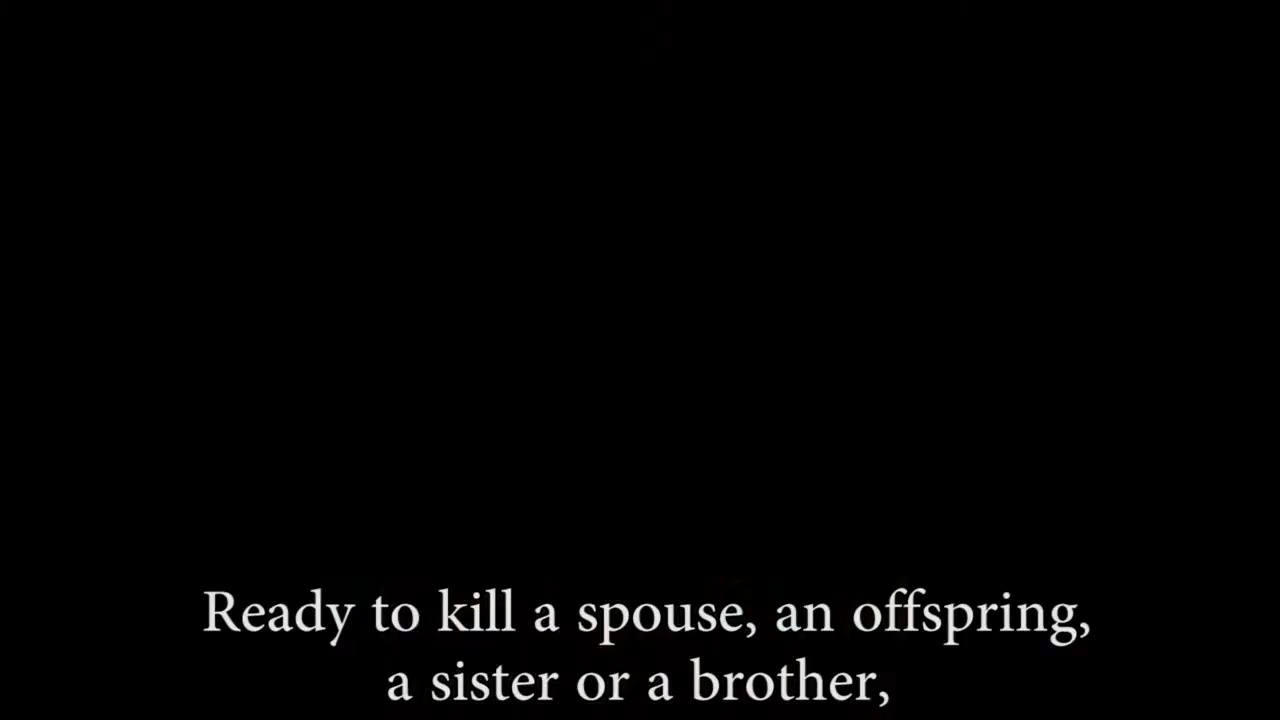 Ready to kill a spouse, an offspring,
a sister or a brother,